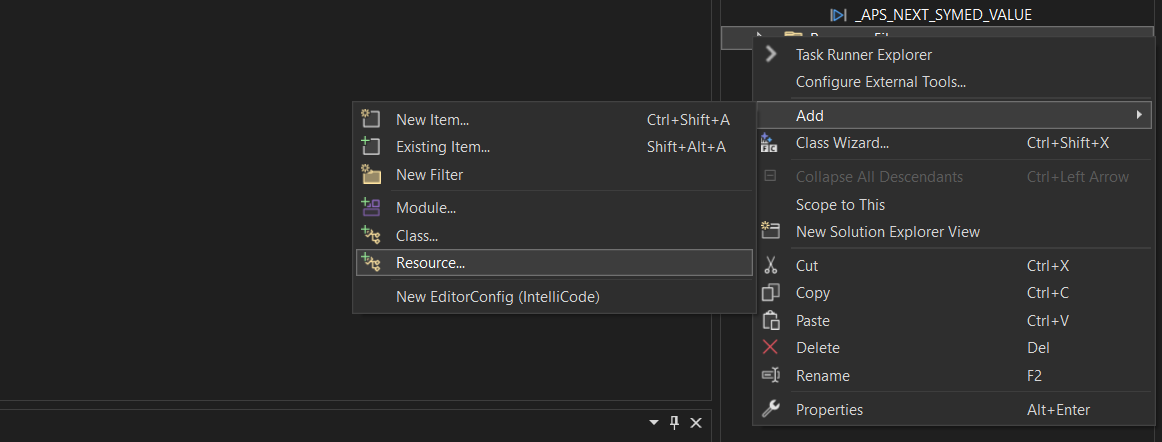 _APS_NEXT_SYMED_VALUE
Task Runner Explorer
Configure External Tools...
Add
Class Wizard... Ctrl+Shift+X
Collapse All Descendants Ctrl+Left Arrow
Scope to This
New Solution Explorer View
Cut Ctrl+X
Copy Ctrl+C
Paste Ctrl+V
Delete Del
Rename F2
Properties Alt+Enter
New Item... Ctrl+Shift+A
Existing Item... Shift+Alt+A
New Filter
Module...
Class...
Resource...
New EditorConfig (IntelliCode)